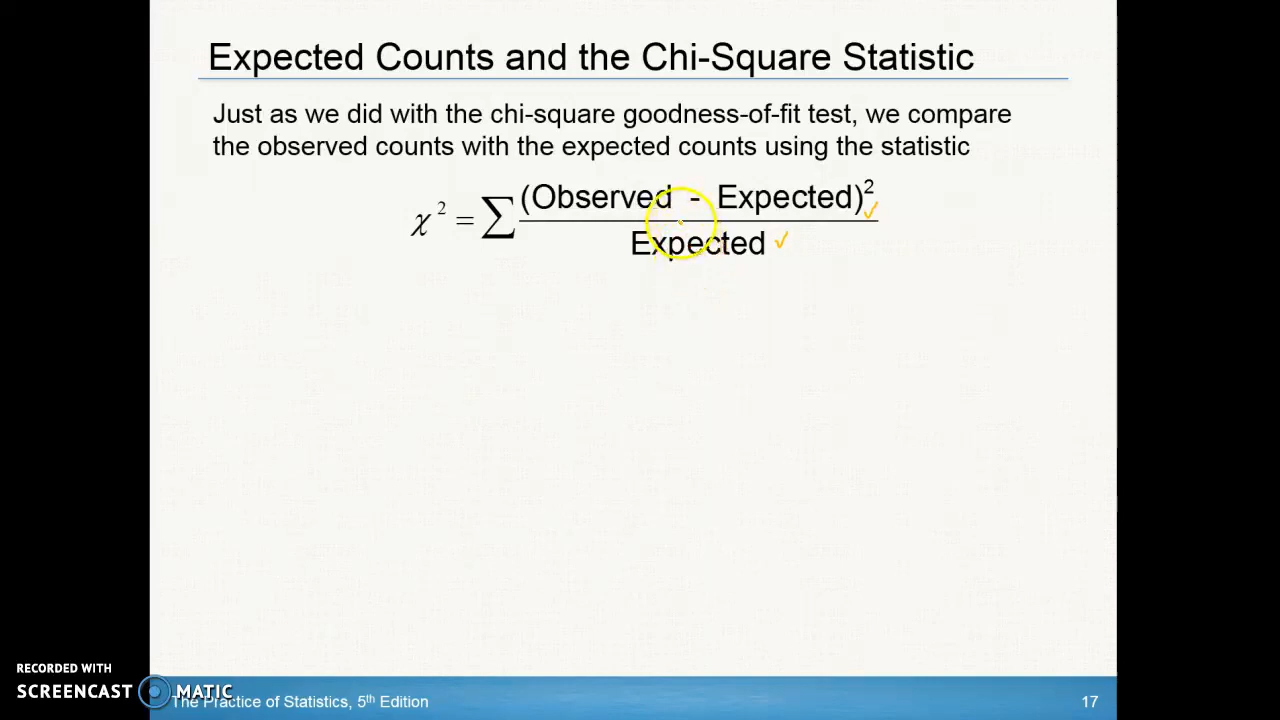 Expected Counts and the Chi-Square Statistic
Just as we did with the chi-square goodness-of-fit test, we compare
the observed counts with the expected counts using the statistic
χ² = ∑ (Observed - Expected)²
Expected
RECORDED WITH
SCREENCAST MATIC
The Practice of Statistics, 5th Edition
17